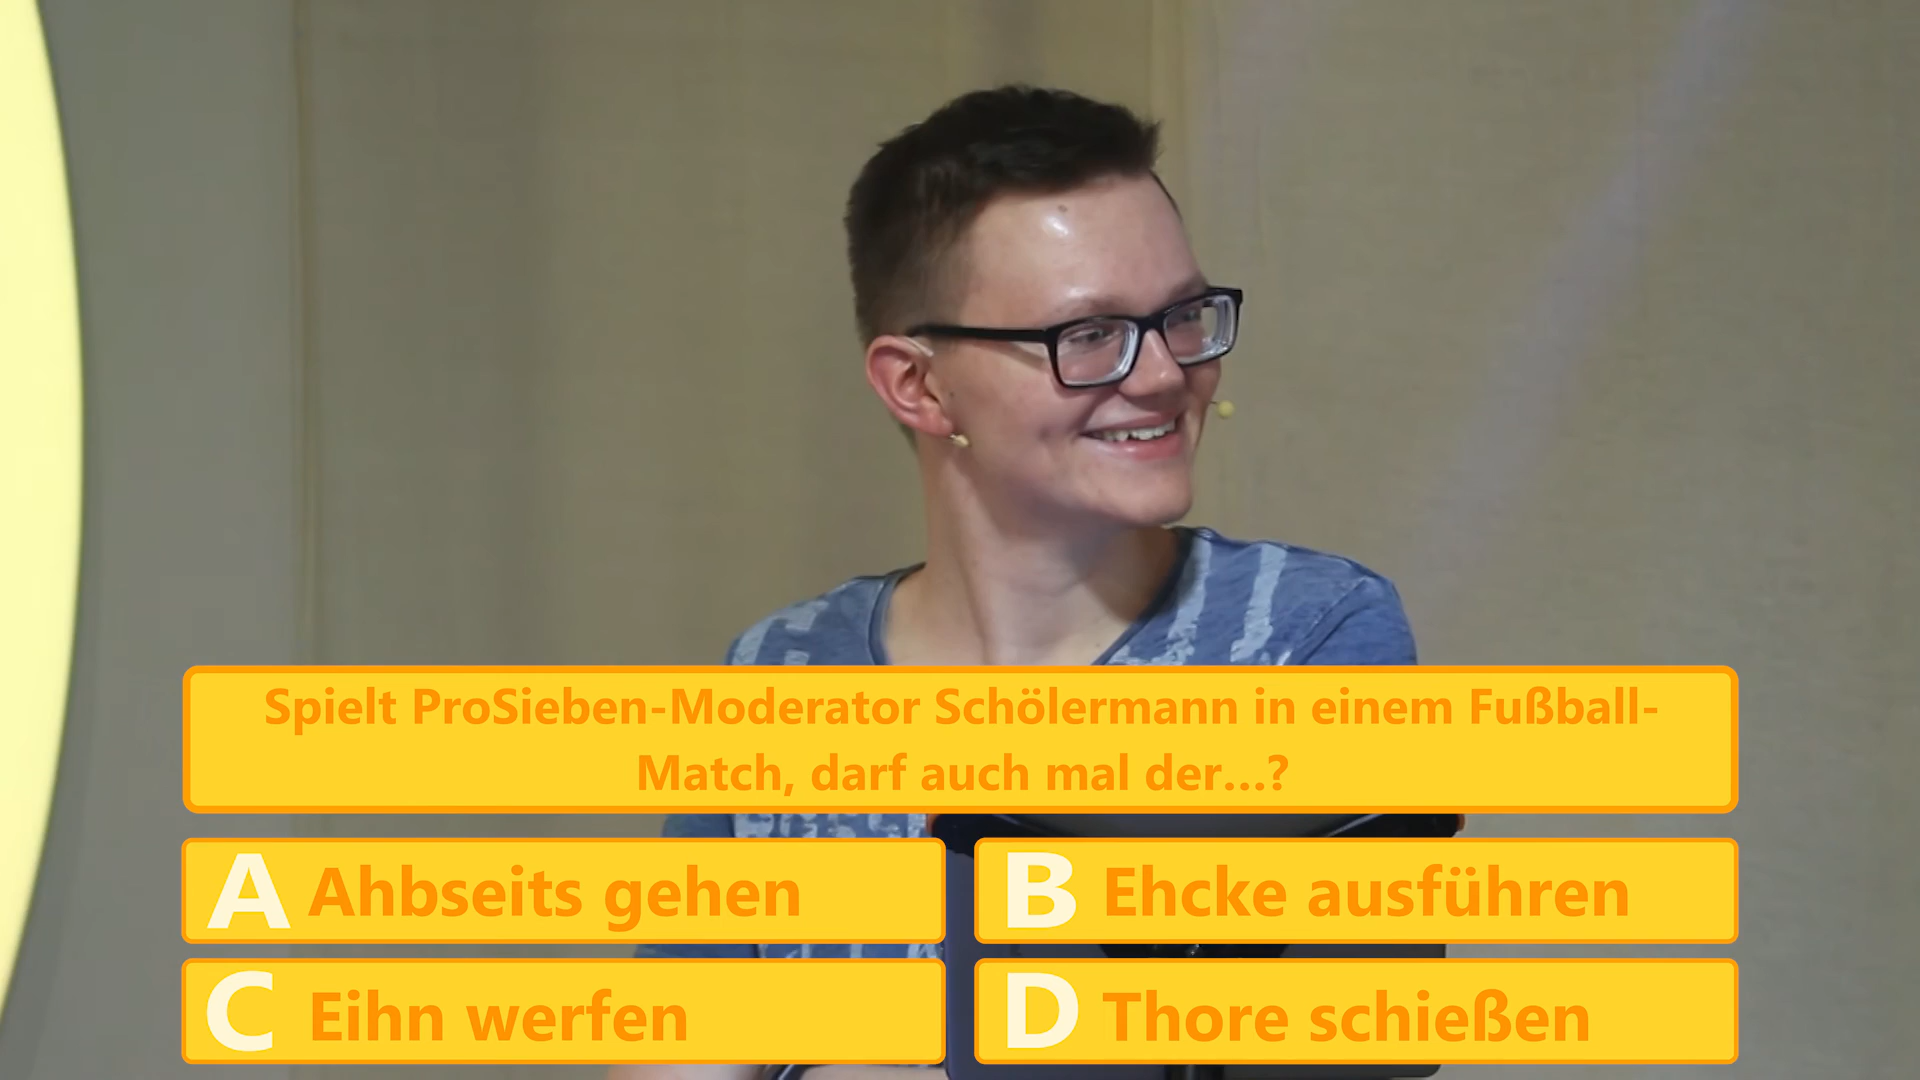 Spielt ProSieben-Moderator Schölermann in einem Fußball-
Match, darf auch mal der...?
A Ahbseits gehen
B Ehcke ausführen
C Eihn werfen
D Thore schießen